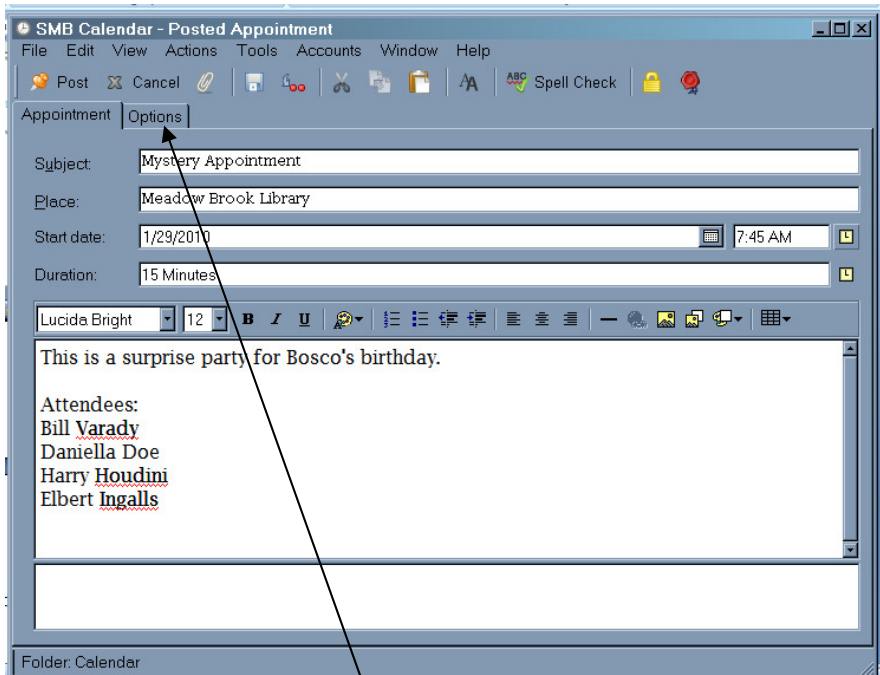 SMB Calendar - Posted Appointment
File Edit View Actions Tools Accounts Window Help
Post Cancel ABC Spell Check
Appointment Options
Subject: Mystery Appointment
Place: Meadow Brook Library
Start date: 1/29/2010 7:45 AM
Duration: 15 Minutes
Lucida Bright 12 B I U
This is a surprise party for Bosco's birthday.
Attendees:
Bill Varady
Daniella Doe
Harry Houdini
Elbert Ingalls
Folder: Calendar